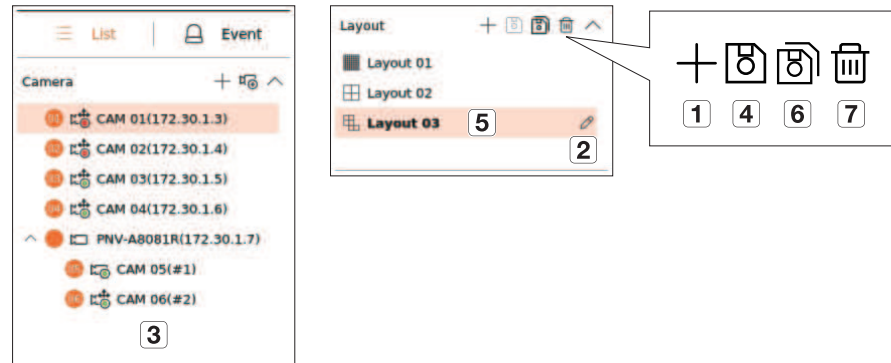 List
Event
Camera
CAM 01(172.30.1.3)
CAM 02(172.30.1.4)
CAM 03(172.30.1.5)
CAM 04(172.30.1.6)
PNV-A8081R(172.30.1.7)
CAM 05(#1)
CAM 06(#2)
3
Layout
Layout 01
Layout 02
Layout 03
5
2
1
4
6
7